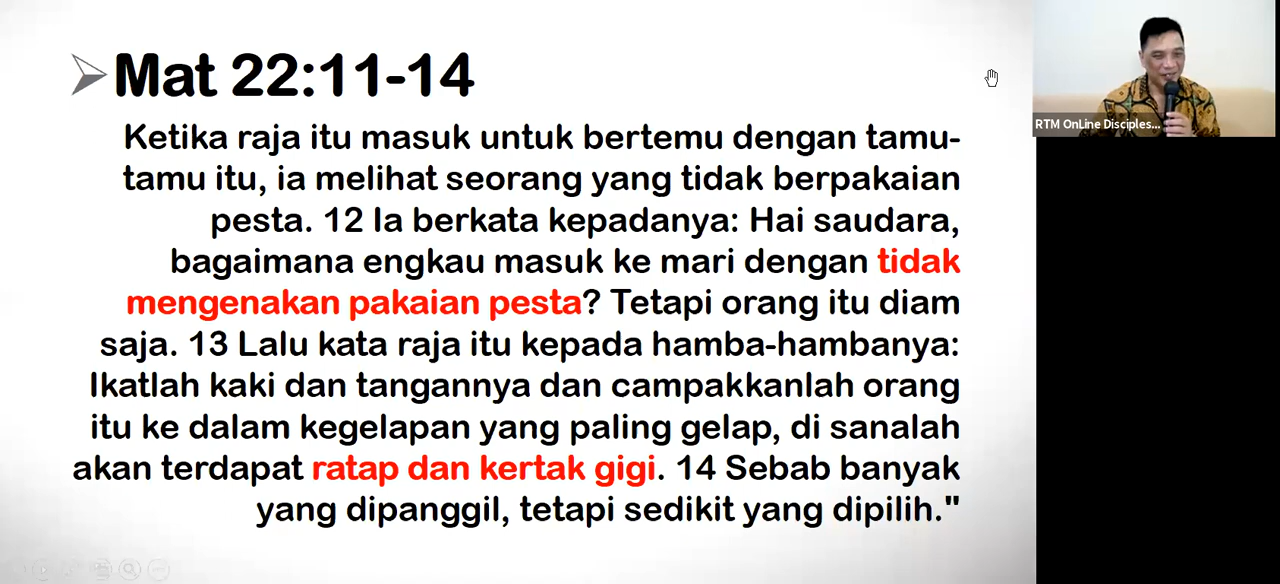 Mat 22:11-14
Ketika raja itu masuk untuk bertemu dengan tamu-
tamu itu, ia melihat seorang yang tidak berpakaian
pesta. 12 Ia berkata kepadanya: Hai saudara,
bagaimana engkau masuk ke mari dengan tidak
mengenakan pakaian pesta? Tetapi orang itu diam
saja. 13 Lalu kata raja itu kepada hamba-hambanya:
Ikatlah kaki dan tangannya dan campakkanlah orang
itu ke dalam kegelapan yang paling gelap, di sanalah
akan terdapat ratap dan kertak gigi. 14 Sebab banyak
yang dipanggil, tetapi sedikit yang dipilih."
RTM OnLine Disciples...